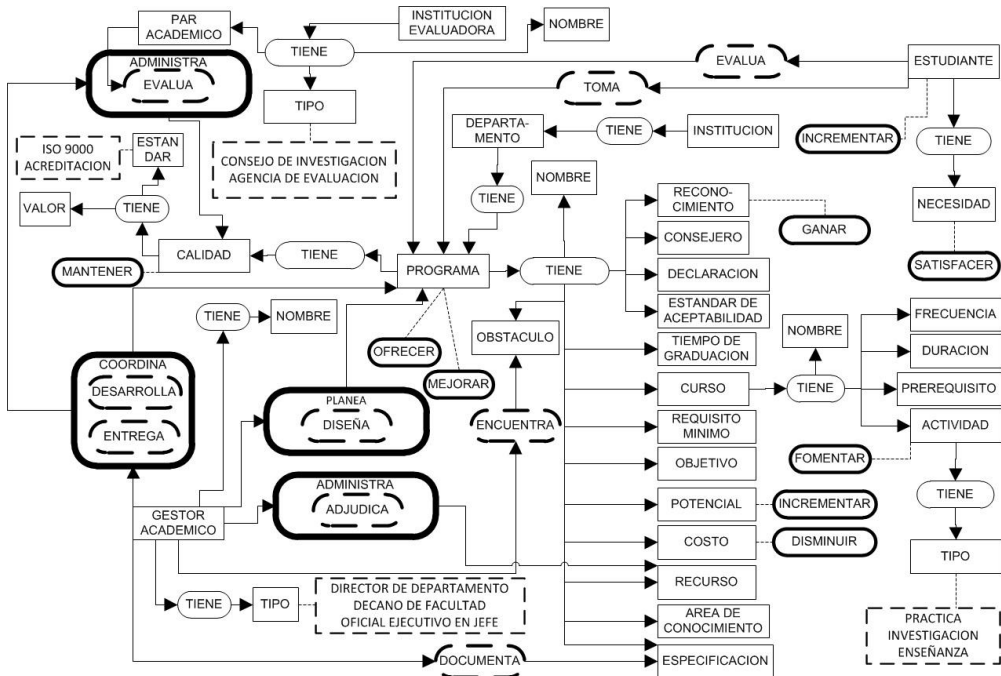 PAR
ACADEMICO
INSTITUCION
EVALUADORA
NOMBRE
TIENE
ADMINISTRA
EVALUA
TIPO
EVALUA
ESTUDIANTE
TOMA
CONSEJO DE INVESTIGACION
AGENCIA DE EVALUACION
DEPARTA-
MENTO
TIENE
INSTITUCION
INCREMENTAR
TIENE
ISO 9000
ACREDITACION
ESTAN
DAR
NOMBRE
TIENE
RECONO-
CIMIENTO
NECESIDAD
VALOR
TIENE
CONSEJERO
GANAR
MANTENER
CALIDAD
TIENE
PROGRAMA
TIENE
DECLARACION
SATISFACER
ESTANDAR DE
ACEPTABILIDAD
TIENE
NOMBRE
OBSTACULO
NOMBRE
FRECUENCIA
OFRECER
TIEMPO DE
GRADUACION
DURACION
COORDINA
DESARROLLA
ENTREGA
MEJORAR
CURSO
TIENE
PREREQUISITO
PLANEA
DISEÑA
ENCUENTRA
REQUISITO
MINIMO
ACTIVIDAD
OBJETIVO
FOMENTAR
ADMINISTRA
ADJUDICA
POTENCIAL
INCREMENTAR
TIENE
GESTOR
ACADEMICO
COSTO
DISMINUIR
TIPO
RECURSO
TIENE
TIPO
DIRECTOR DE DEPARTAMENTO
DECANO DE FACULTAD
OFICIAL EJECUTIVO EN JEFE
AREA DE
CONOCIMIENTO
PRACTICA
INVESTIGACION
ENSEÑANZA
DOCUMENTA
ESPECIFICACION